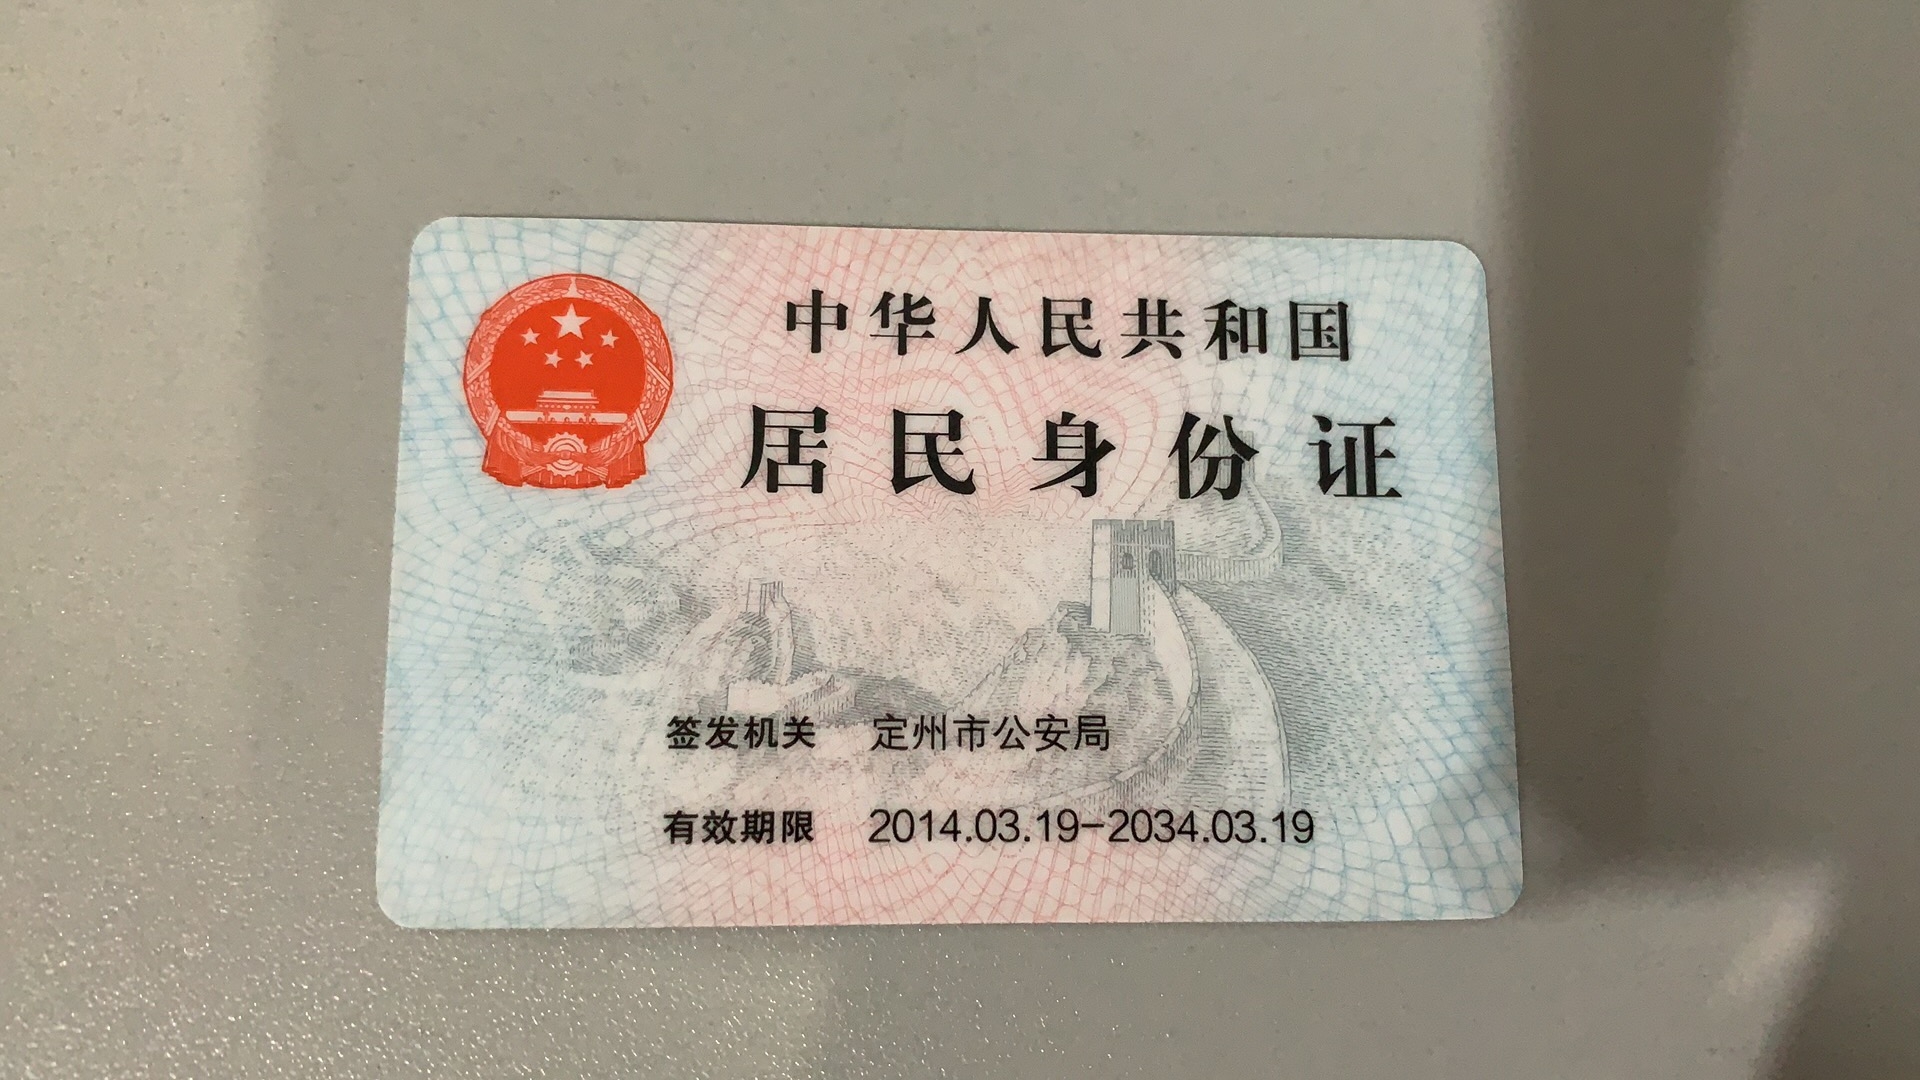 中华人民共和国
居民身份证
签发机关 定州市公安局
有效期限 2014.03.19-2034.03.19